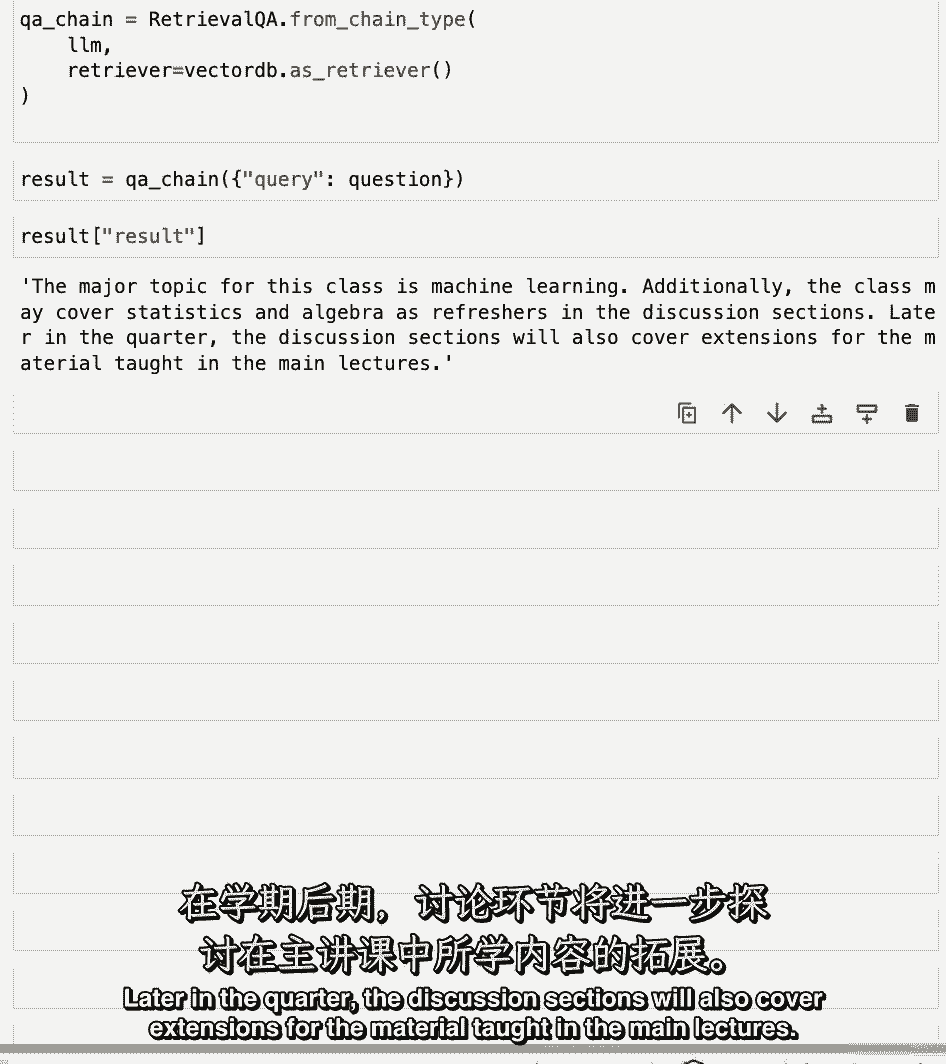 qa_chain = RetrievalQA.from_chain_type(
    llm,
    retriever=vectordb.as_retriever()
)
result = qa_chain({"query": question})
result["result"]
'The major topic for this class is machine learning. Additionally, the class m
ay cover statistics and algebra as refreshers in the discussion sections. Late
r in the quarter, the discussion sections will also cover extensions for the m
aterial taught in the main lectures.'
在学期后期，讨论环节将进一步探
讨在主讲课中所学内容的拓展。
Later in the quarter, the discussion sections will also cover
extensions for the material taught in the main lectures.